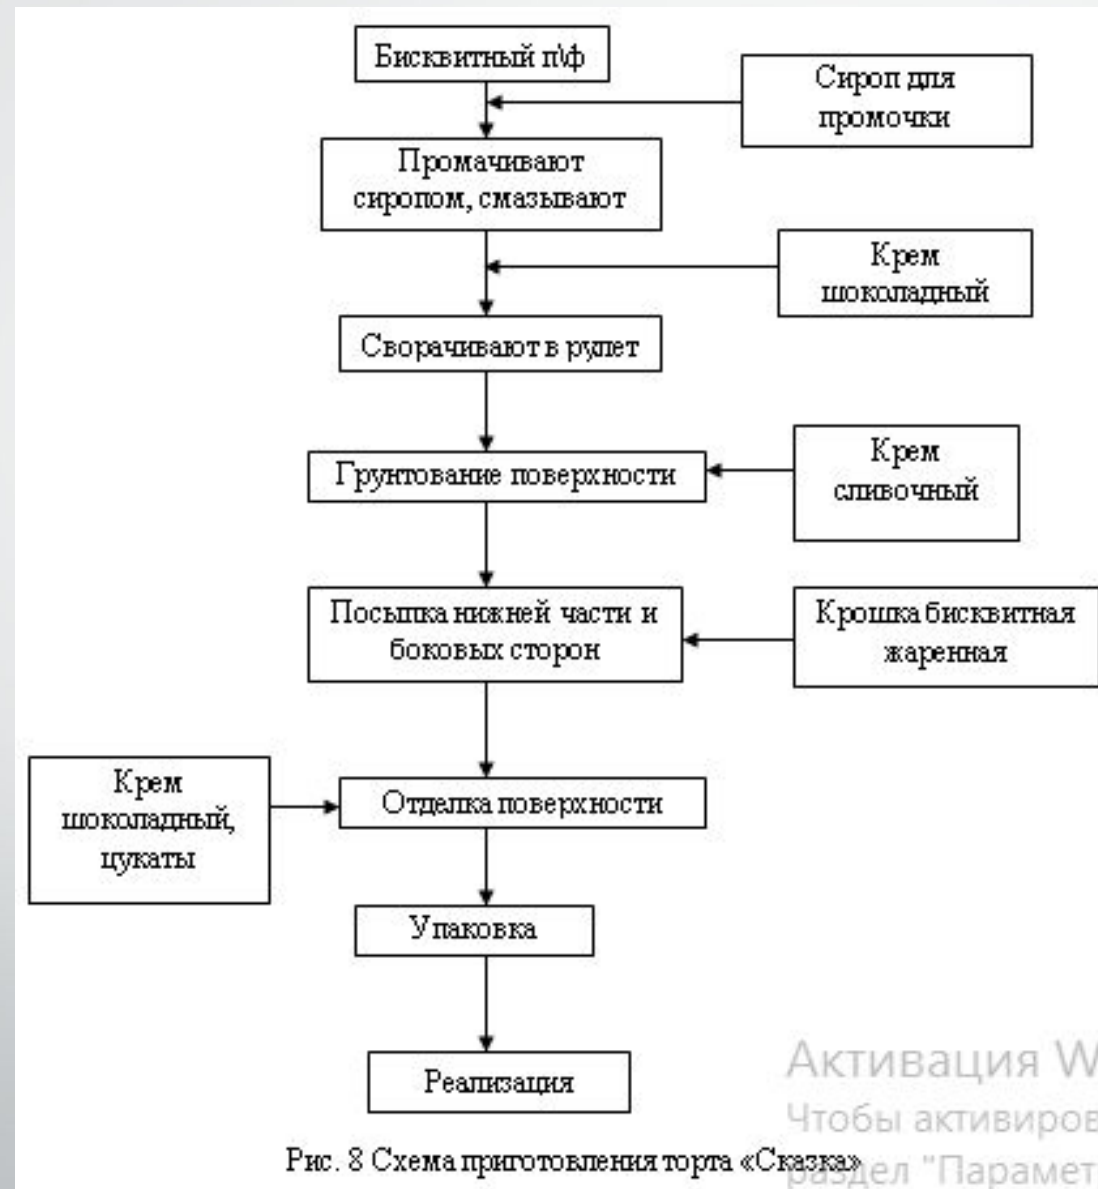 Бисквитный п\ф
Сироп для
промочки
Промачивают
сиропом, смазывают
Крем
шоколадный
Сворачивают в рулет
Крем
сливочный
Грунтование поверхности
Посыпка нижней части и
боковых сторон
Крошка бисквитная
жаренная
Крем
шоколадный,
цукаты
Отделка поверхности
Упаковка
Реализация
Активация W
Чтобы активиров
раздел "Парамет
Рис. 8 Схема приготовления торта «Сказка»